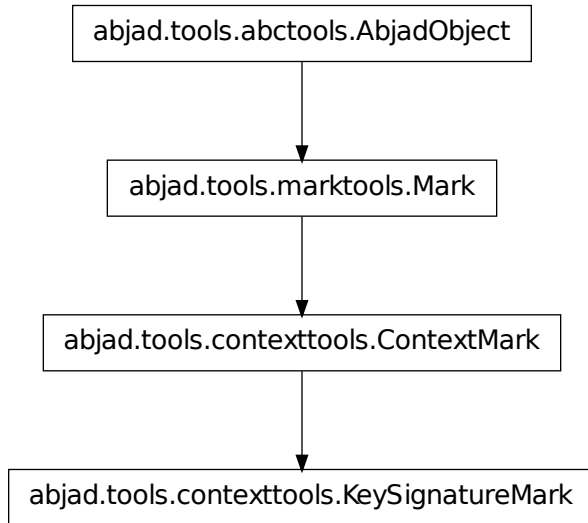 abjad.tools.abctools.AbjadObject
abjad.tools.marktools.Mark
abjad.tools.contexttools.ContextMark
abjad.tools.contexttools.KeySignatureMark